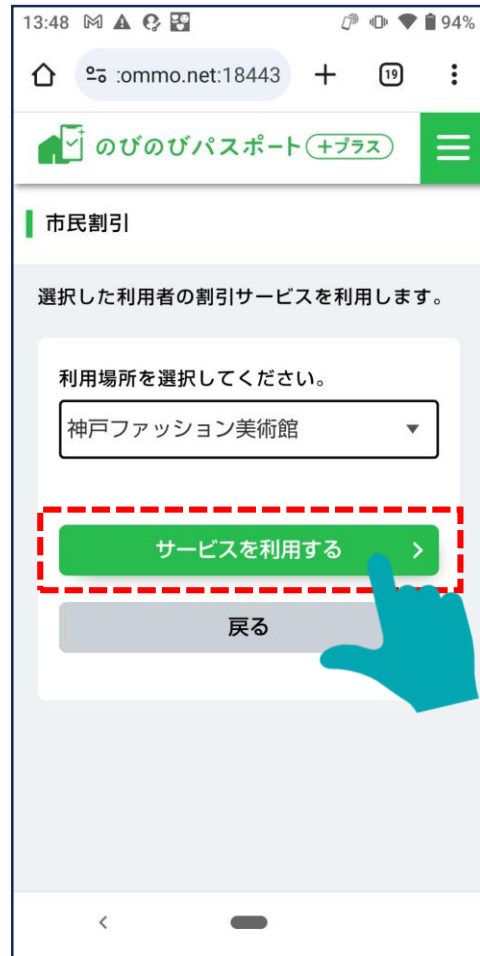 13:48 94%
:ommo.net:18443 19
のびのびパスポート +プラス
市民割引
選択した利用者の割引サービスを利用します。
利用場所を選択してください。
神戸ファッション美術館
サービスを利用する
戻る